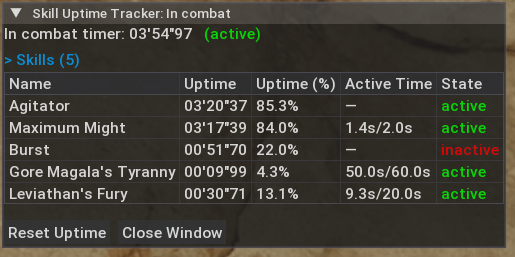 ▼ Skill Uptime Tracker: In combat
In combat timer: 03'54"97 (active)
> Skills (5)
Name Uptime Uptime (%) Active Time State
Agitator 03'20"37 85.3% — active
Maximum Might 03'17"39 84.0% 1.4s/2.0s active
Burst 00'51"70 22.0% — inactive
Gore Magala's Tyranny 00'09"99 4.3% 50.0s/60.0s active
Leviathan's Fury 00'30"71 13.1% 9.3s/20.0s active
Reset Uptime Close Window